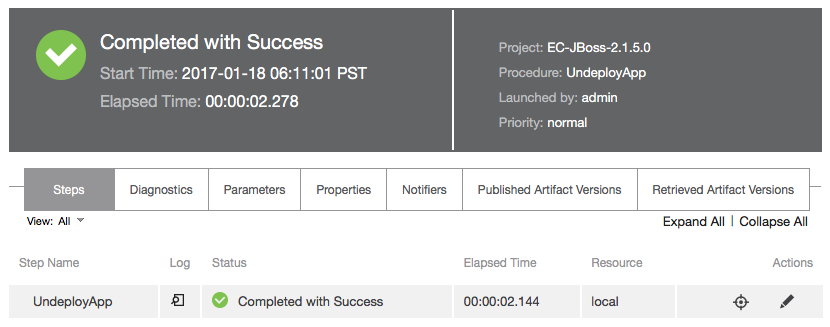 Completed with Success
Start Time: 2017-01-18 06:11:01 PST
Elapsed Time: 00:00:02.278
Project: EC-JBoss-2.1.5.0
Procedure: UndeployApp
Launched by: admin
Priority: normal
Steps Diagnostics Parameters Properties Notifiers Published Artifact Versions Retrieved Artifact Versions
View: All Expand All | Collapse All
Step Name Log Status Elapsed Time Resource Actions
UndeployApp Completed with Success 00:00:02.144 local